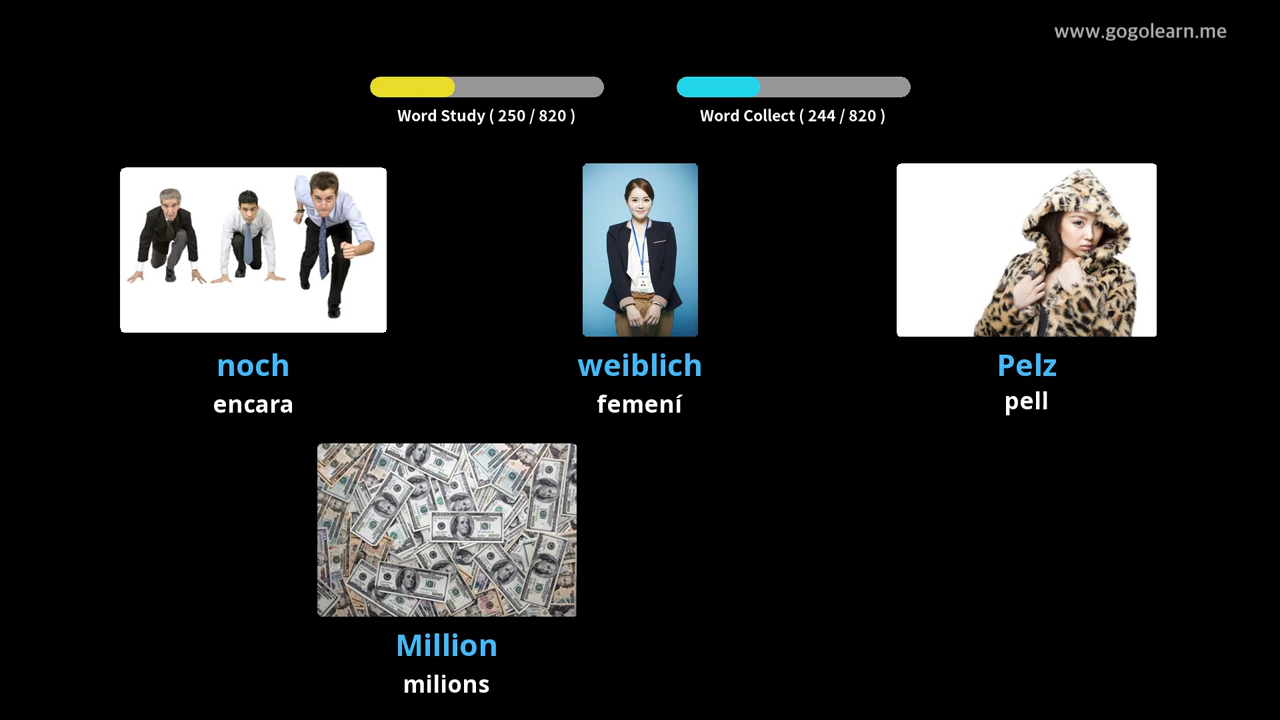 www.gogolearn.me
Word Study ( 250 / 820 )
Word Collect ( 244 / 820 )
noch
encara
weiblich
femení
Pelz
pell
Million
milions